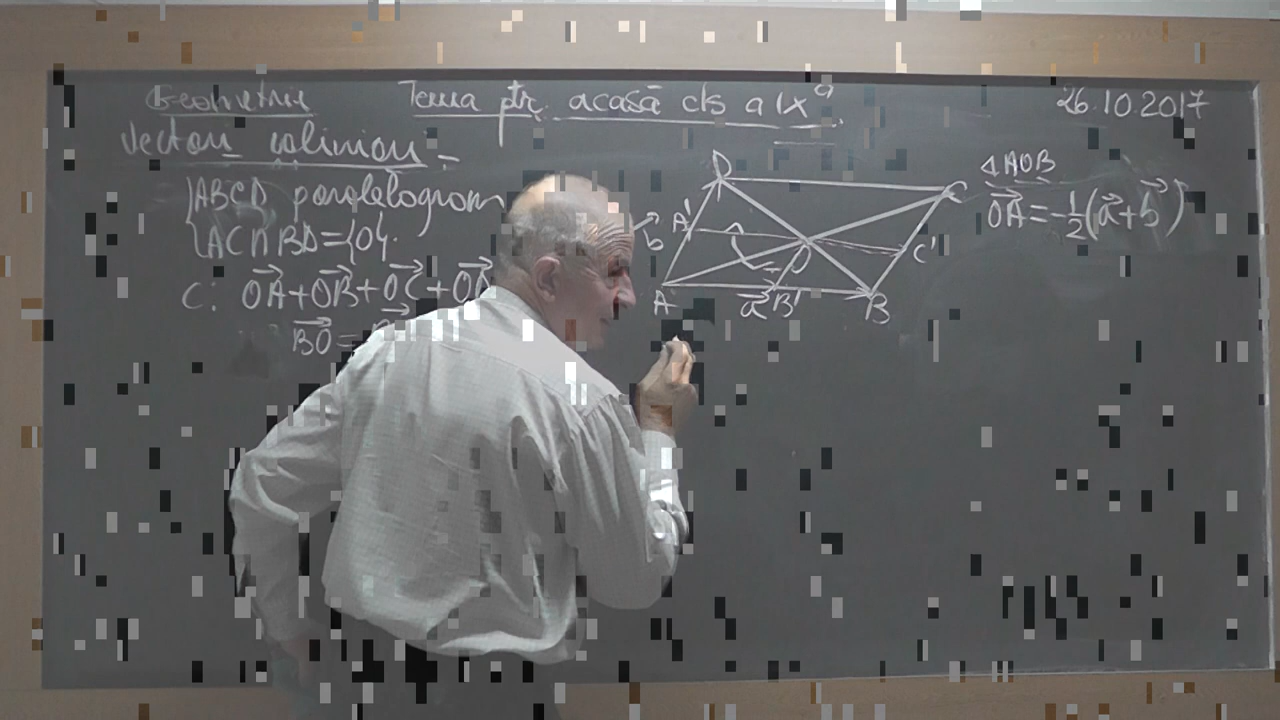 Geometrie Tema ptr. acasă cls a IX a 26.10.2017
Vectori coliniari
ABCD paralelogram
AC∩BD={O}.
C: OA+OB+OC+OD
BO=
D
C
A'
b
O
C'
A
a B'
B
△AOB
OA=-1/2(a+b)